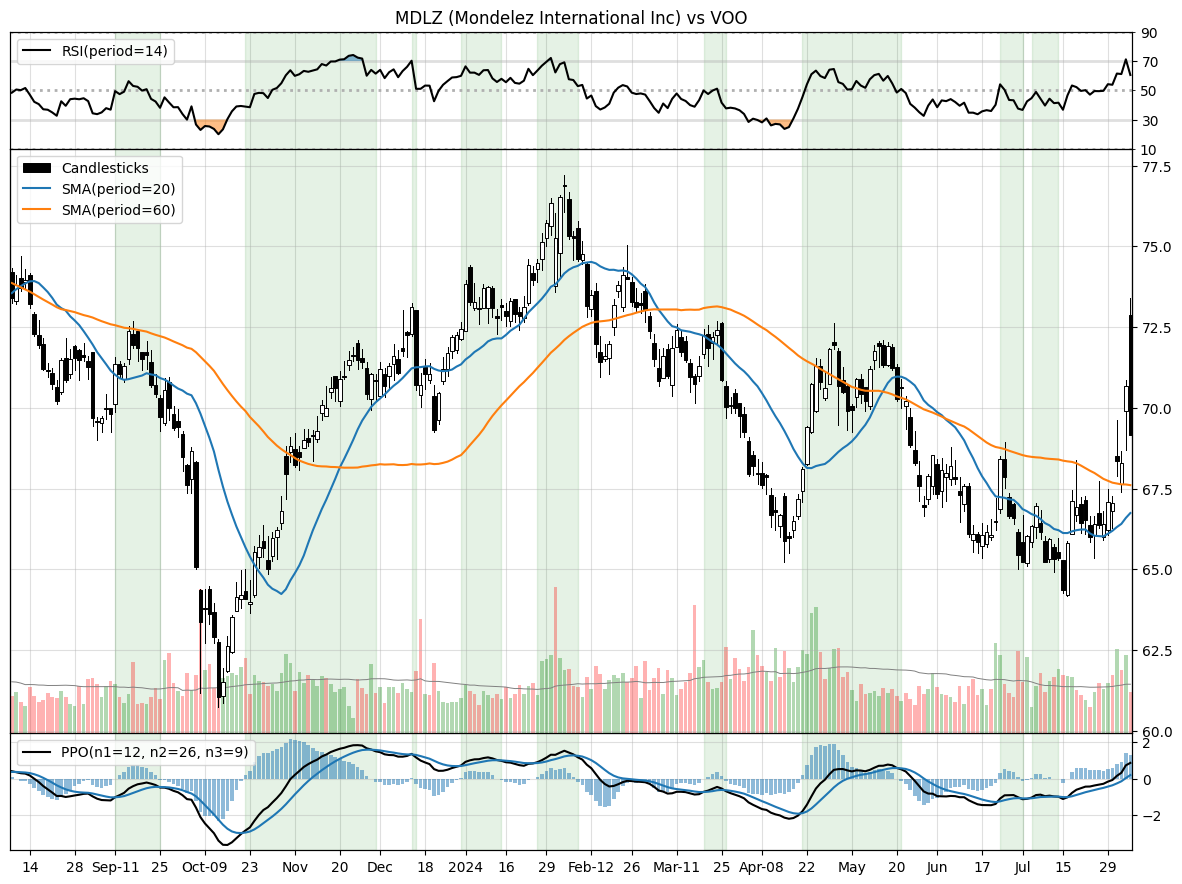 MDLZ (Mondelez International Inc) vs VOO
RSI(period=14)
90
70
50
30
10
Candlesticks
SMA(period=20)
SMA(period=60)
77.5
75.0
72.5
70.0
67.5
65.0
62.5
60.0
PPO(n1=12, n2=26, n3=9)
2
0
−2
14 28 Sep-11 25 Oct-09 23 Nov 20 Dec 18 2024 16 29 Feb-12 26 Mar-11 25 Apr-08 22 May 20 Jun 17 Jul 15 29